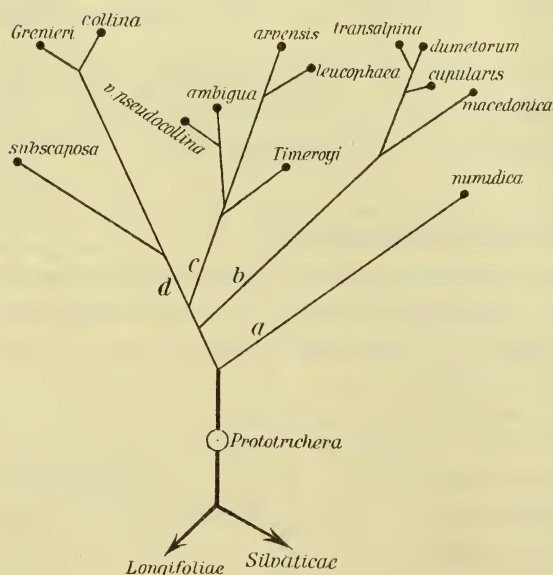 collina
Grenieri
arvensis
transalpina
dumetorum
leucophaea
cupularis
ambigua
v. pseudocollina
macedonica
subscaposa
Timeroyi
numidica
c
b
d
a
Prototrichera
Longifoliae
Silvaticae